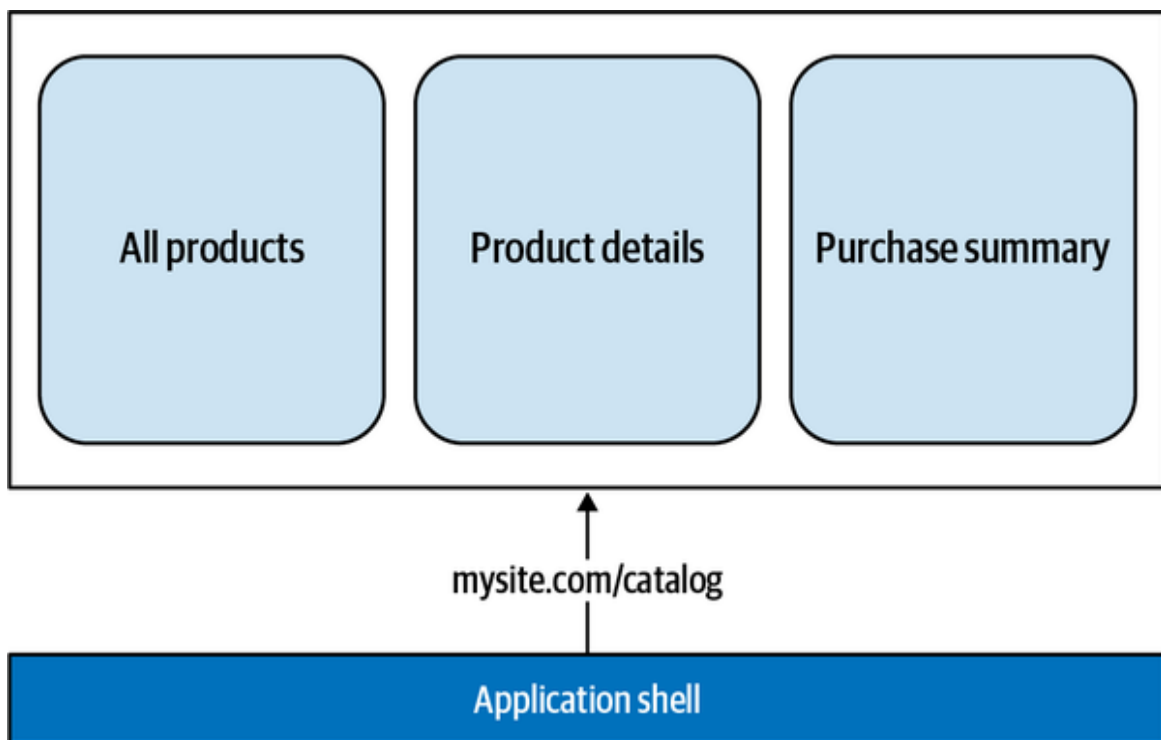 All products
Product details
Purchase summary
mysite.com/catalog
Application shell